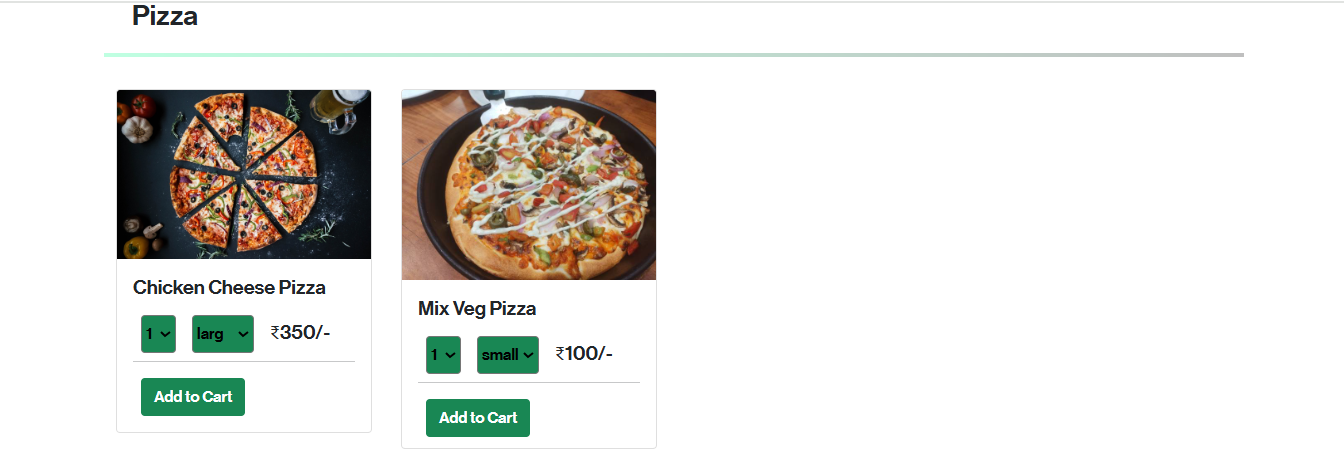 Pizza
Chicken Cheese Pizza
1 larg ₹350/-
Add to Cart
Mix Veg Pizza
1 small ₹100/-
Add to Cart